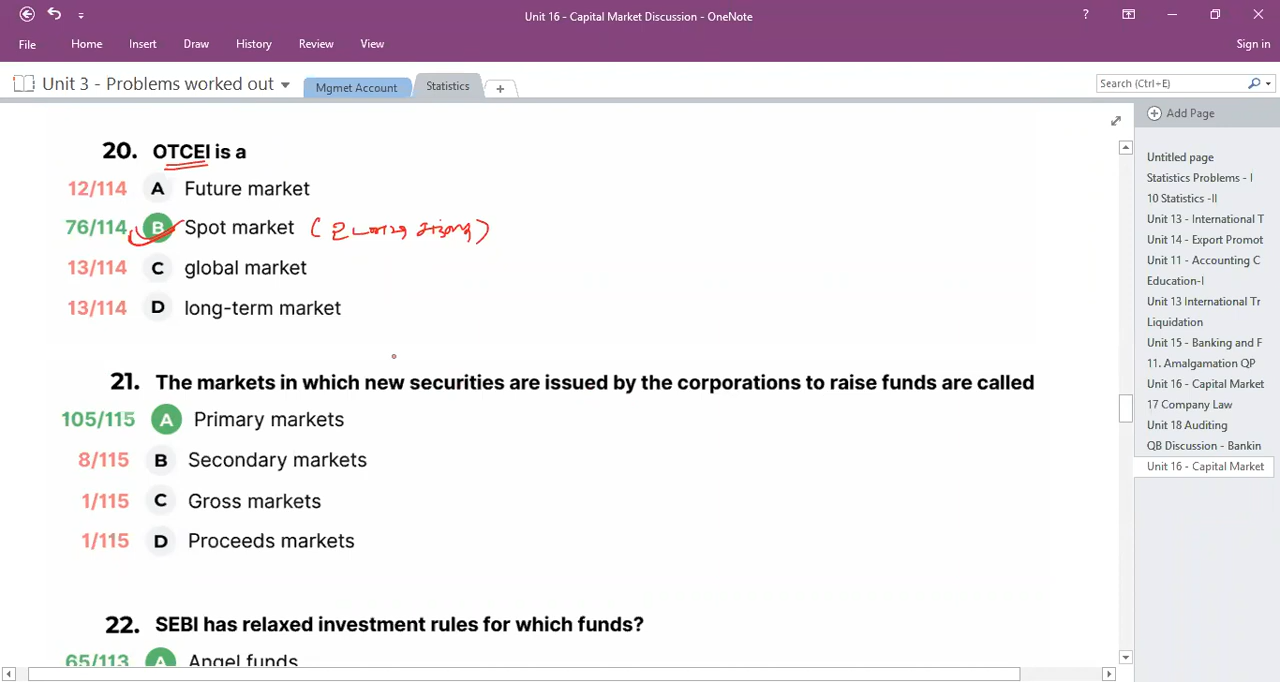 Unit 16 - Capital Market Discussion - OneNote
?
File Home Insert Draw History Review View Sign in
Unit 3 - Problems worked out Mgmet Account Statistics + Search (Ctrl+E)
Add Page
20. OTCEI is a
12/114 A Future market
76/114 B Spot market
13/114 C global market
13/114 D long-term market
21. The markets in which new securities are issued by the corporations to raise funds are called
105/115 A Primary markets
8/115 B Secondary markets
1/115 C Gross markets
1/115 D Proceeds markets
22. SEBI has relaxed investment rules for which funds?
65/113 A Angel funds
Untitled page
Statistics Problems - I
10 Statistics -II
Unit 13 - International T
Unit 14 - Export Promot
Unit 11 - Accounting C
Education-I
Unit 13 International Tr
Liquidation
Unit 15 - Banking and F
11. Amalgamation QP
Unit 16 - Capital Market
17 Company Law
Unit 18 Auditing
QB Discussion - Bankin
Unit 16 - Capital Market